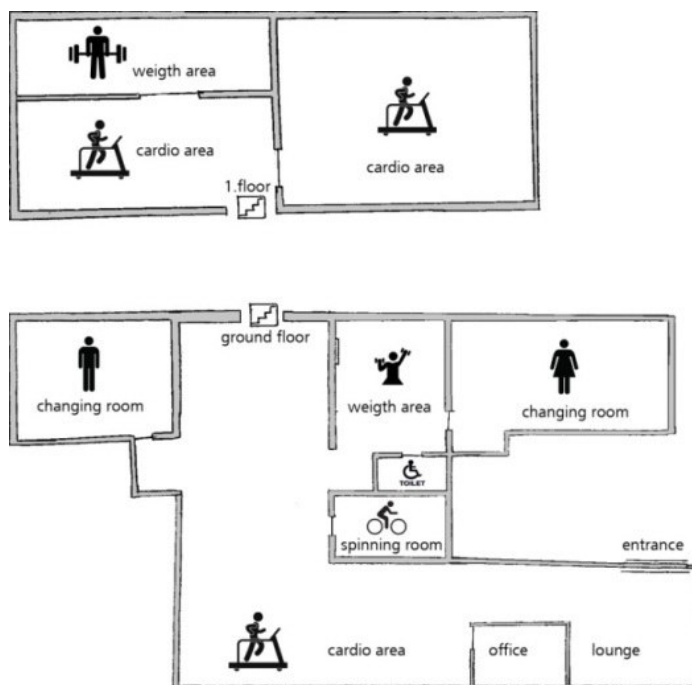 weigth area
cardio area
cardio area
1.floor
ground floor
changing room
weigth area
changing room
TOILET
spinning room
entrance
cardio area
office
lounge